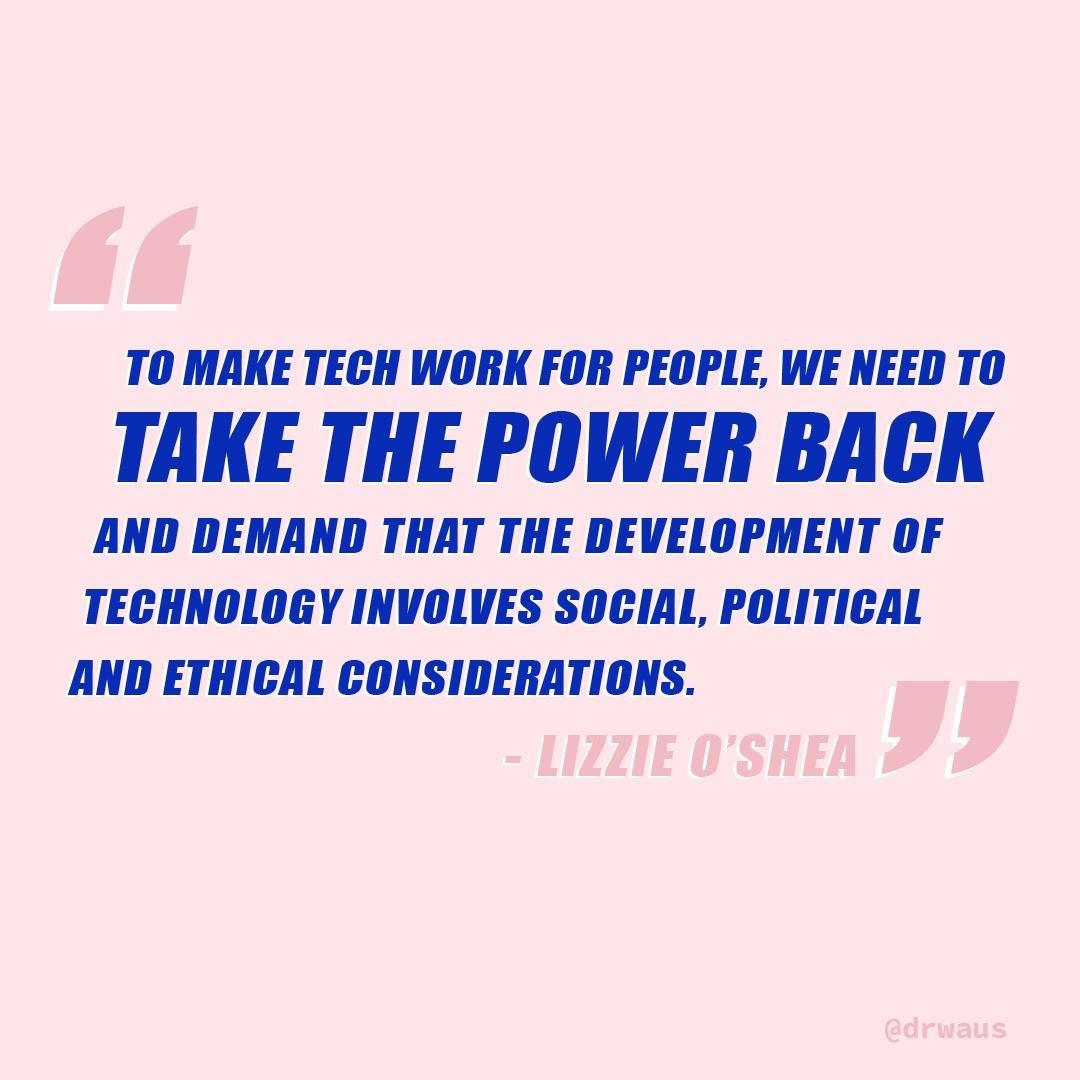 “
TO MAKE TECH WORK FOR PEOPLE, WE NEED TO
TAKE THE POWER BACK
AND DEMAND THAT THE DEVELOPMENT OF
TECHNOLOGY INVOLVES SOCIAL, POLITICAL
AND ETHICAL CONSIDERATIONS.
- LIZZIE O’SHEA ”
@drwaus